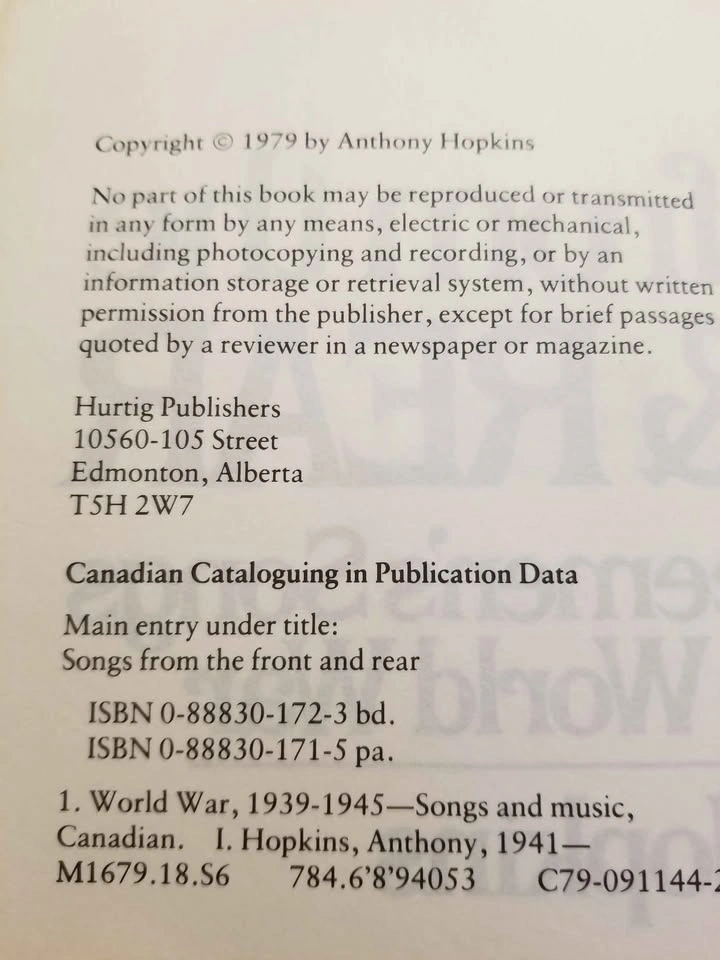 Copyright © 1979 by Anthony Hopkins
No part of this book may be reproduced or transmitted
in any form by any means, electric or mechanical,
including photocopying and recording, or by an
information storage or retrieval system, without written
permission from the publisher, except for brief passages
quoted by a reviewer in a newspaper or magazine.
Hurtig Publishers
10560-105 Street
Edmonton, Alberta
T5H 2W7
Canadian Cataloguing in Publication Data
Main entry under title:
Songs from the front and rear
ISBN 0-88830-172-3 bd.
ISBN 0-88830-171-5 pa.
1. World War, 1939-1945—Songs and music,
Canadian. I. Hopkins, Anthony, 1941—
M1679.18.S6 784.6'8'94053 C79-091144-2